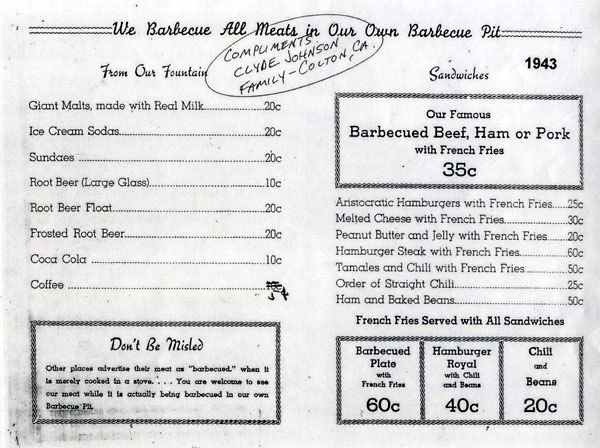 We Barbecue All Meats in Our Own Barbecue Pit
COMPLIMENTS
CLYDE JOHNSON
FAMILY-COLTON, CA.
1943
From Our Fountain
Giant Malts, made with Real Milk 20c
Ice Cream Sodas 20c
Sundaes 20c
Root Beer (Large Glass) 10c
Root Beer Float 20c
Frosted Root Beer 20c
Coca Cola 10c
Coffee 5¢
Don't Be Misled
Other places advertise their meat as "barbecued," when it
is merely cooked in a stove. . . . You are welcome to see
our meat while it is actually being barbecued in our own
Barbecue Pit.
Sandwiches
Our Famous
Barbecued Beef, Ham or Pork
with French Fries
35c
Aristocratic Hamburgers with French Fries 25c
Melted Cheese with French Fries 30c
Peanut Butter and Jelly with French Fries 20c
Hamburger Steak with French Fries 60c
Tamales and Chili with French Fries 50c
Order of Straight Chili 25c
Ham and Baked Beans 50c
French Fries Served with All Sandwiches
Barbecued
Plate
with
French Fries
60c
Hamburger
Royal
with Chili
and Beans
40c
Chili
and
Beans
20c